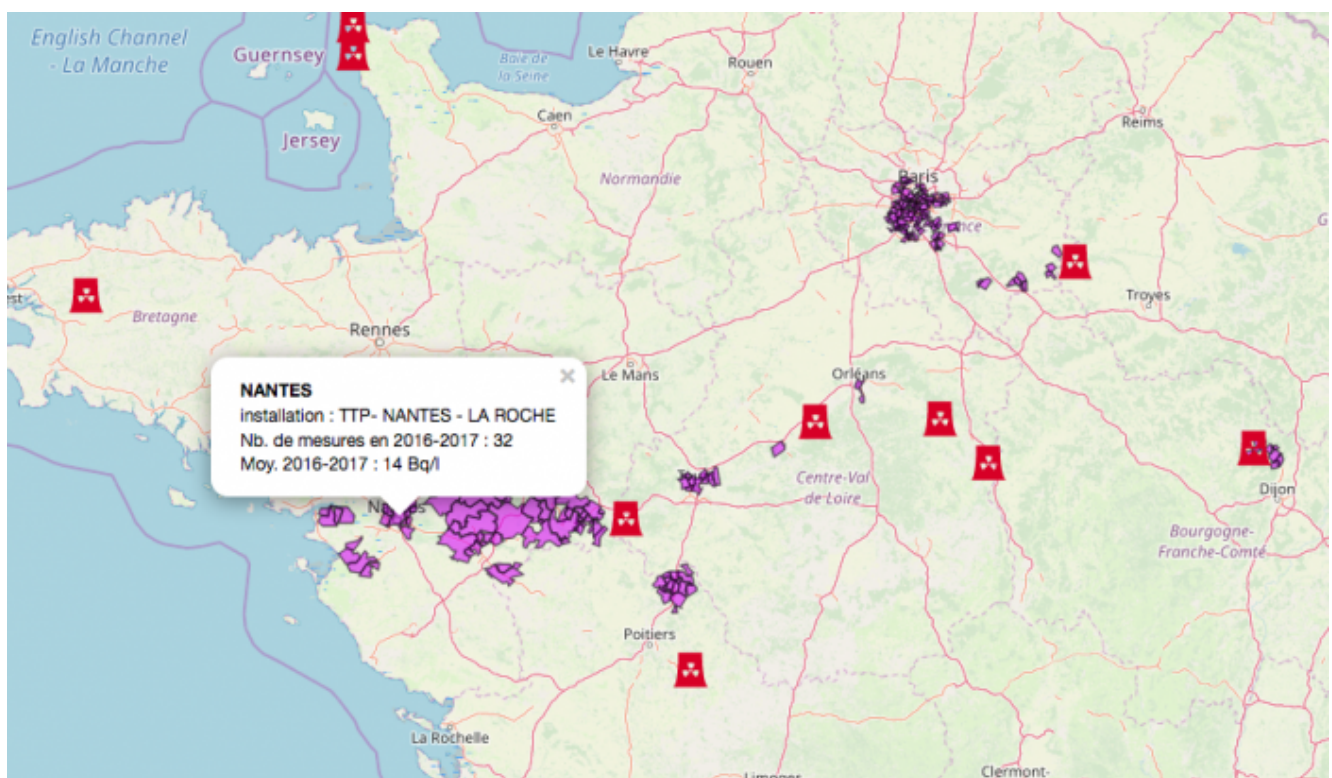 English Channel
- La Manche
Guernsey
Jersey
Baie de
la Seine
Le Havre
Rouen
Caen
Reims
Normandie
Paris
Bretagne
Rennes
Le Mans
Orléans
Troyes
NANTES
installation : TTP- NANTES - LA ROCHE
Nb. de mesures en 2016-2017 : 32
Moy. 2016-2017 : 14 Bq/l
×
Centre-Val
de Loire
Dijon
Bourgogne-
Franche-Comté
Poitiers
La Rochelle
Limoges
Clermont-